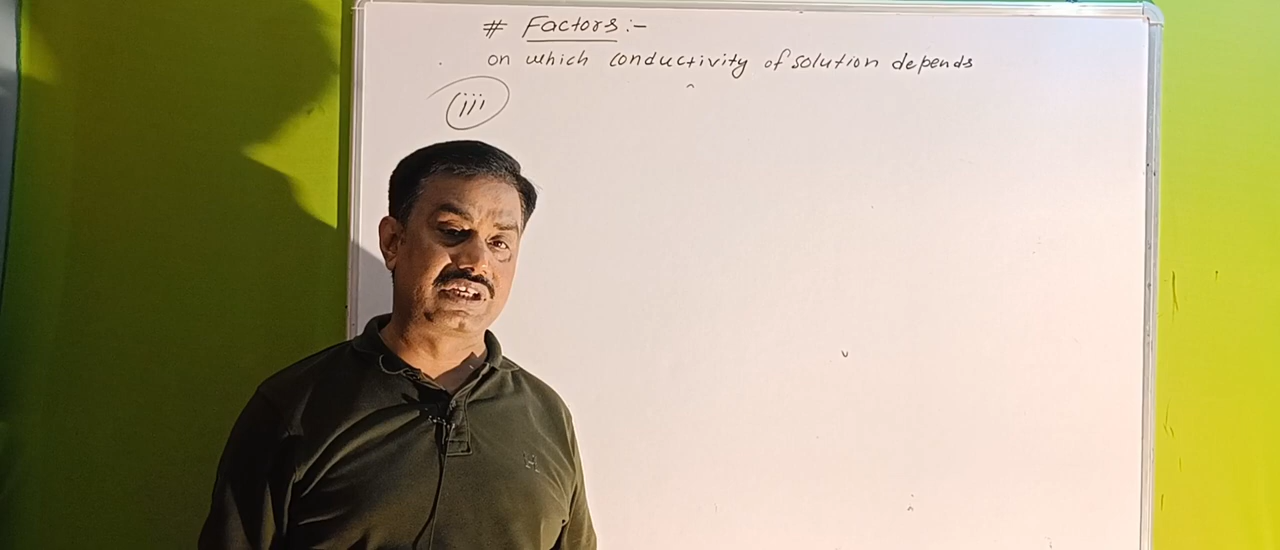 # Factors :-
on which conductivity of solution depends
(iii)